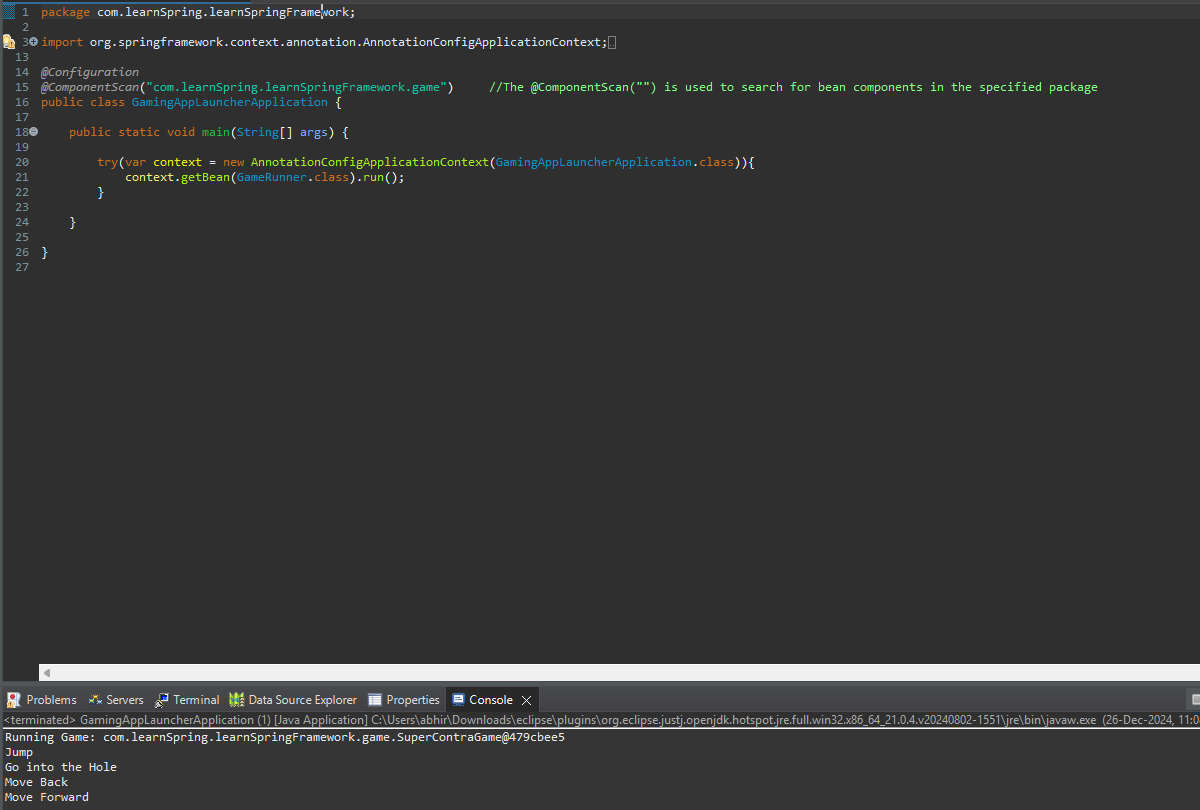 1 package com.learnSpring.learnSpringFramework;
2
3 import org.springframework.context.annotation.AnnotationConfigApplicationContext;
13
14 @Configuration
15 @ComponentScan("com.learnSpring.learnSpringFramework.game") //The @ComponentScan("") is used to search for bean components in the specified package
16 public class GamingAppLauncherApplication {
17
18 public static void main(String[] args) {
19
20 try(var context = new AnnotationConfigApplicationContext(GamingAppLauncherApplication.class)){
21 context.getBean(GameRunner.class).run();
22 }
23
24 }
25
26 }
27
Problems Servers Terminal Data Source Explorer Properties Console
<terminated> GamingAppLauncherApplication (1) [Java Application] C:\Users\abhir\Downloads\eclipse\plugins\org.eclipse.justj.openjdk.hotspot.jre.full.win32.x86_64_21.0.4.v20240802-1551\jre\bin\javaw.exe (26-Dec-2024, 11:0
Running Game: com.learnSpring.learnSpringFramework.game.SuperContraGame@479cbee5
Jump
Go into the Hole
Move Back
Move Forward